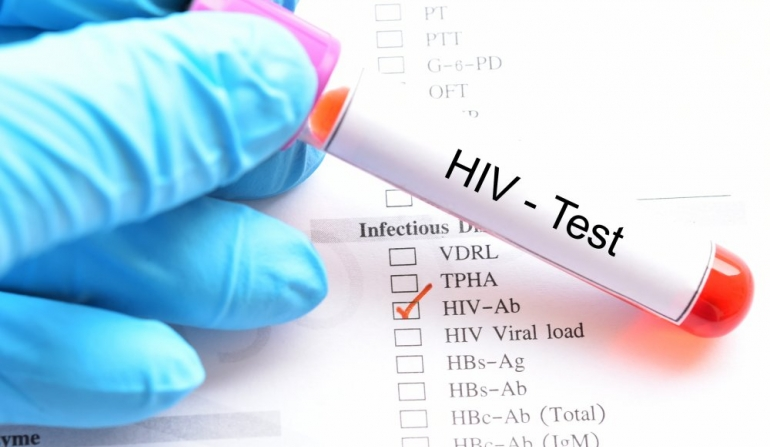 PT
PTT
G-6-PD
OFT
HIV - Test
Infectious
VDRL
TPHA
HIV-Ab
HIV Viral load
HBs-Ag
HBs-Ab
HBc-Ab (Total)
HBc-Ab (IgM)
yme